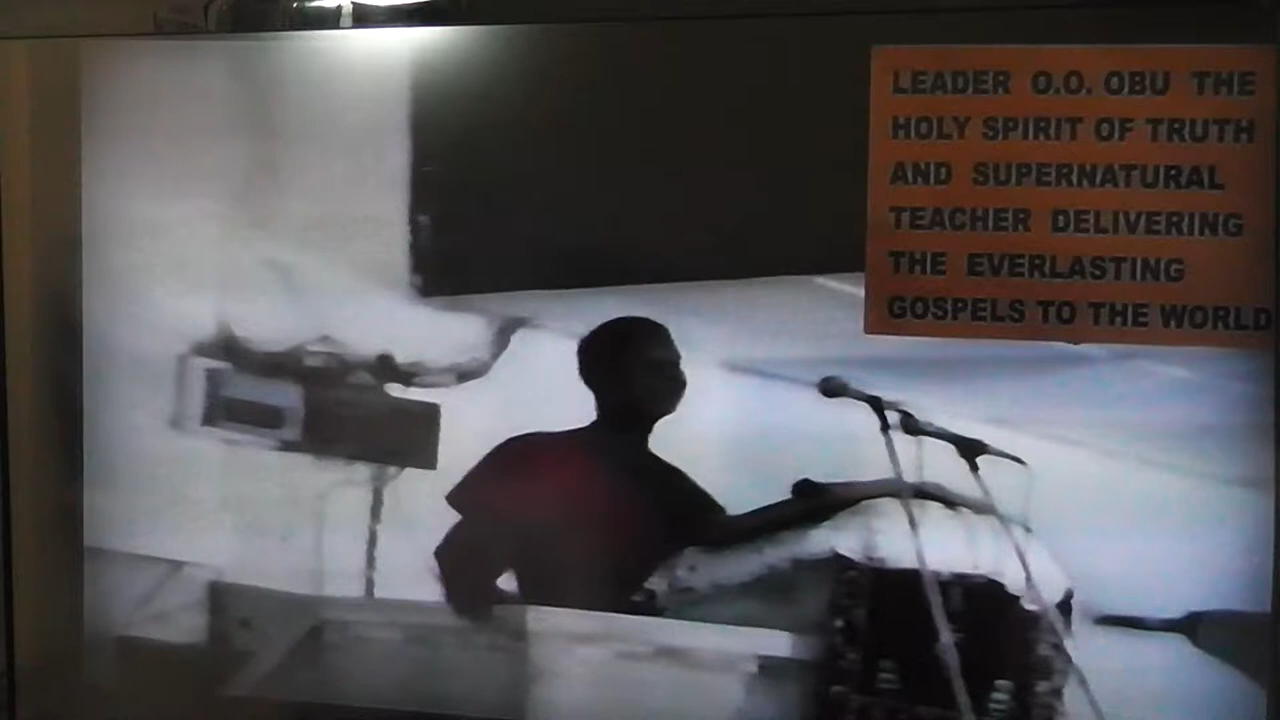 LEADER O.O. OBU THE
HOLY SPIRIT OF TRUTH
AND SUPERNATURAL
TEACHER DELIVERING
THE EVERLASTING
GOSPELS TO THE WORLD